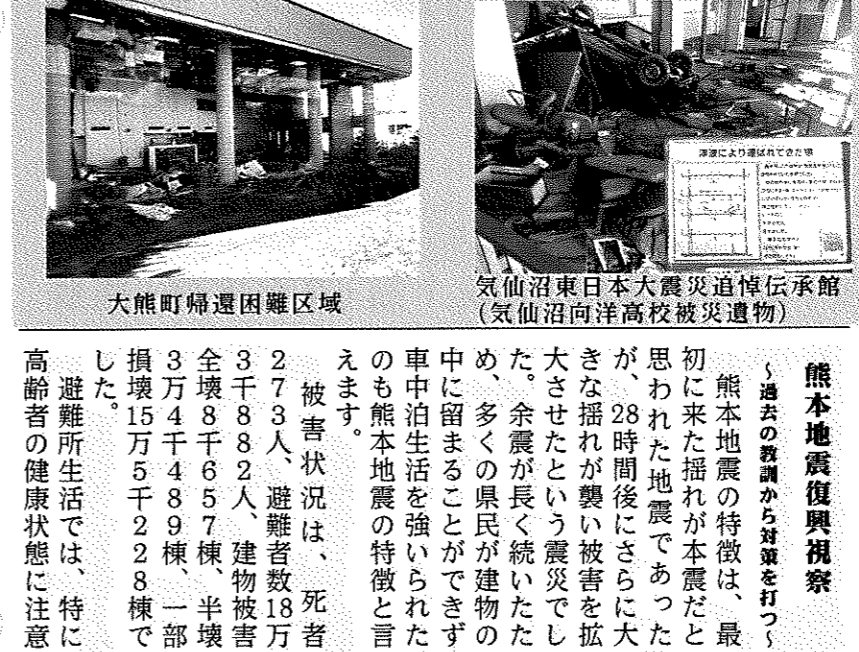 大熊町帰還困難区域
津波により運ばれてきた車
気仙沼東日本大震災追悼伝承館
(気仙沼向洋高校被災遺物)
熊本地震復興視察
~過去の教訓から対策を打つ~
熊本地震の特徴は、最
初に来た揺れが本震だと
思われた地震であった
が、28時間後にさらに大
きな揺れが襲い被害を拡
大させたという震災でし
た。余震が長く続いたた
め、多くの県民が建物の
中に留まることができず
車中泊生活を強いられた
のも熊本地震の特徴と言
えます。
被害状況は、死者
273人、避難者数18万
3千882人、建物被害
全壊8千657棟、半壊
3万4千489棟、一部
損壊15万5千228棟で
した。
避難所生活では、特に
高齢者の健康状態に注意